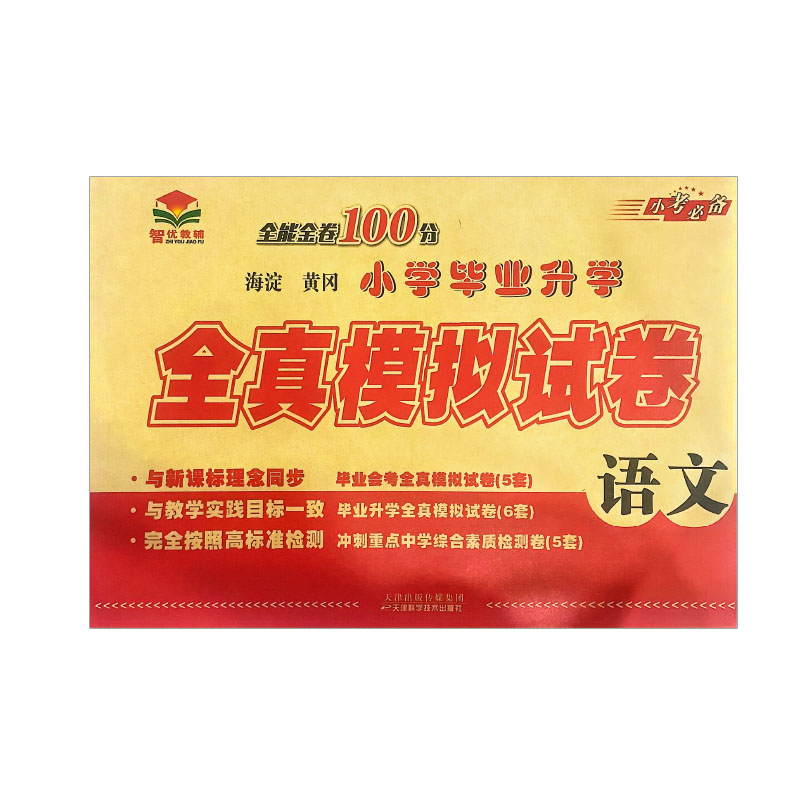 智优教辅
ZHI YOU JIAO FU
小考必备
全能金卷100分
海淀 黄冈 小学毕业升学
全真模拟试卷
语文
·与新课标理念同步 毕业会考全真模拟试卷(5套)
·与教学实践目标一致 毕业升学全真模拟试卷(6套)
·完全按照高标准检测 冲刺重点中学综合素质检测卷(5套)
天津出版传媒集团
天津科学技术出版社